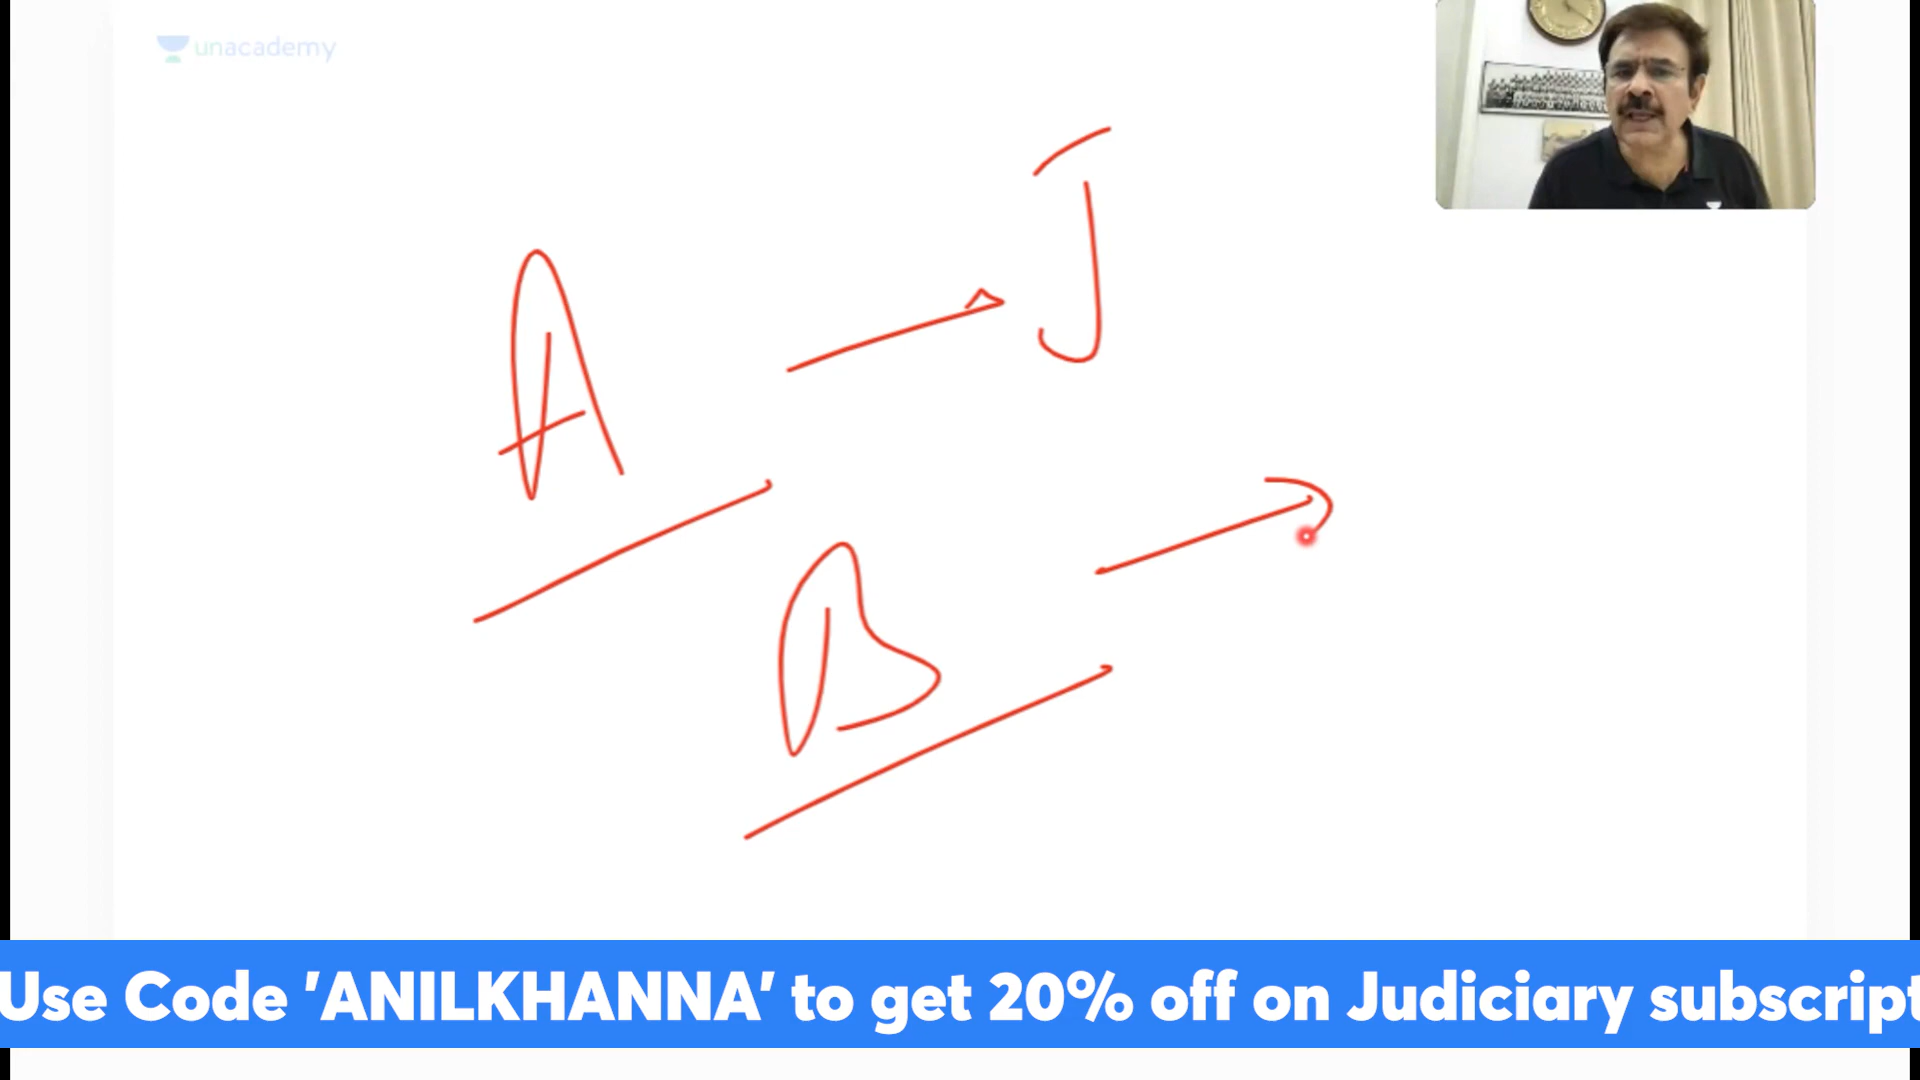 unacademy
J
A
B
Use Code 'ANILKHANNA' to get 20% off on Judiciary subscript